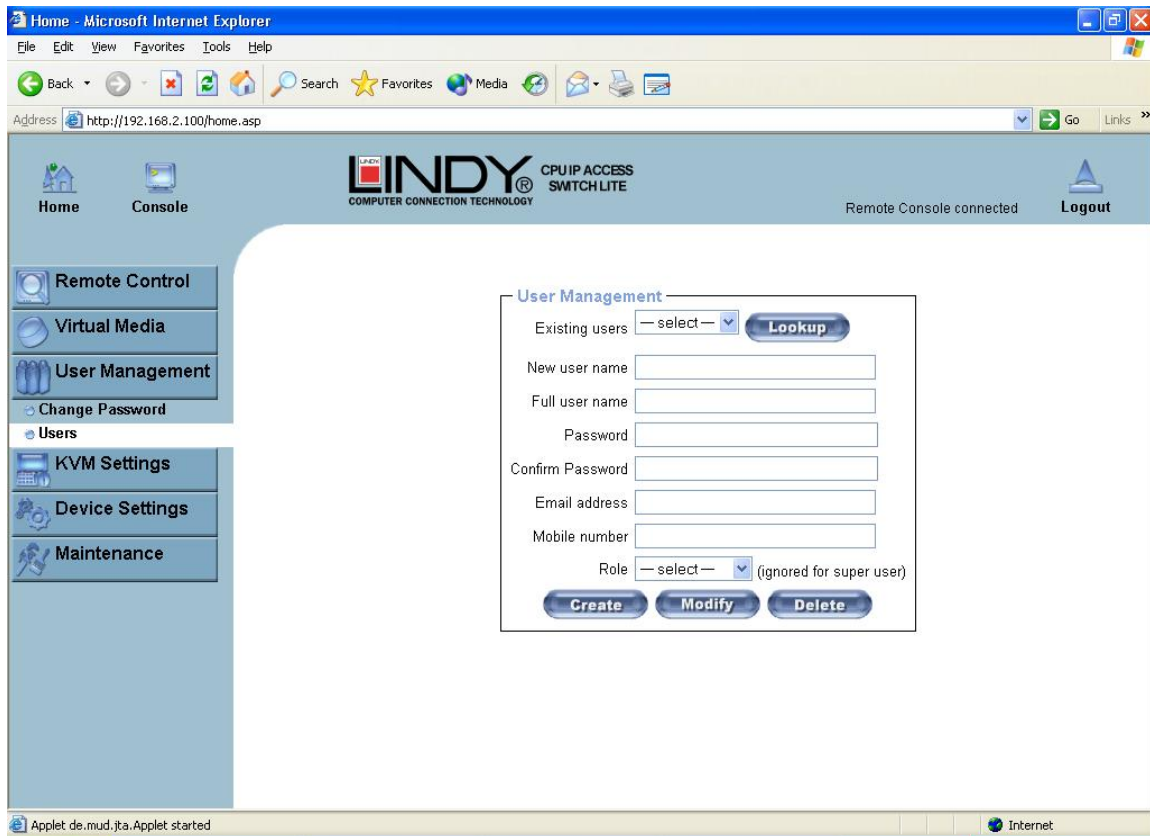 Home - Microsoft Internet Explorer
File Edit View Favorites Tools Help
Back Search Favorites Media
Address http://192.168.2.100/home.asp Go Links »
Home Console
LINDY
LINDY ® CPU IP ACCESS SWITCH LITE
COMPUTER CONNECTION TECHNOLOGY
Remote Console connected Logout
Remote Control
Virtual Media
User Management
Change Password
Users
KVM Settings
Device Settings
Maintenance
User Management
Existing users — select — Lookup
New user name
Full user name
Password
Confirm Password
Email address
Mobile number
Role — select — (ignored for super user)
Create Modify Delete
Applet de.mud.jta.Applet started Internet